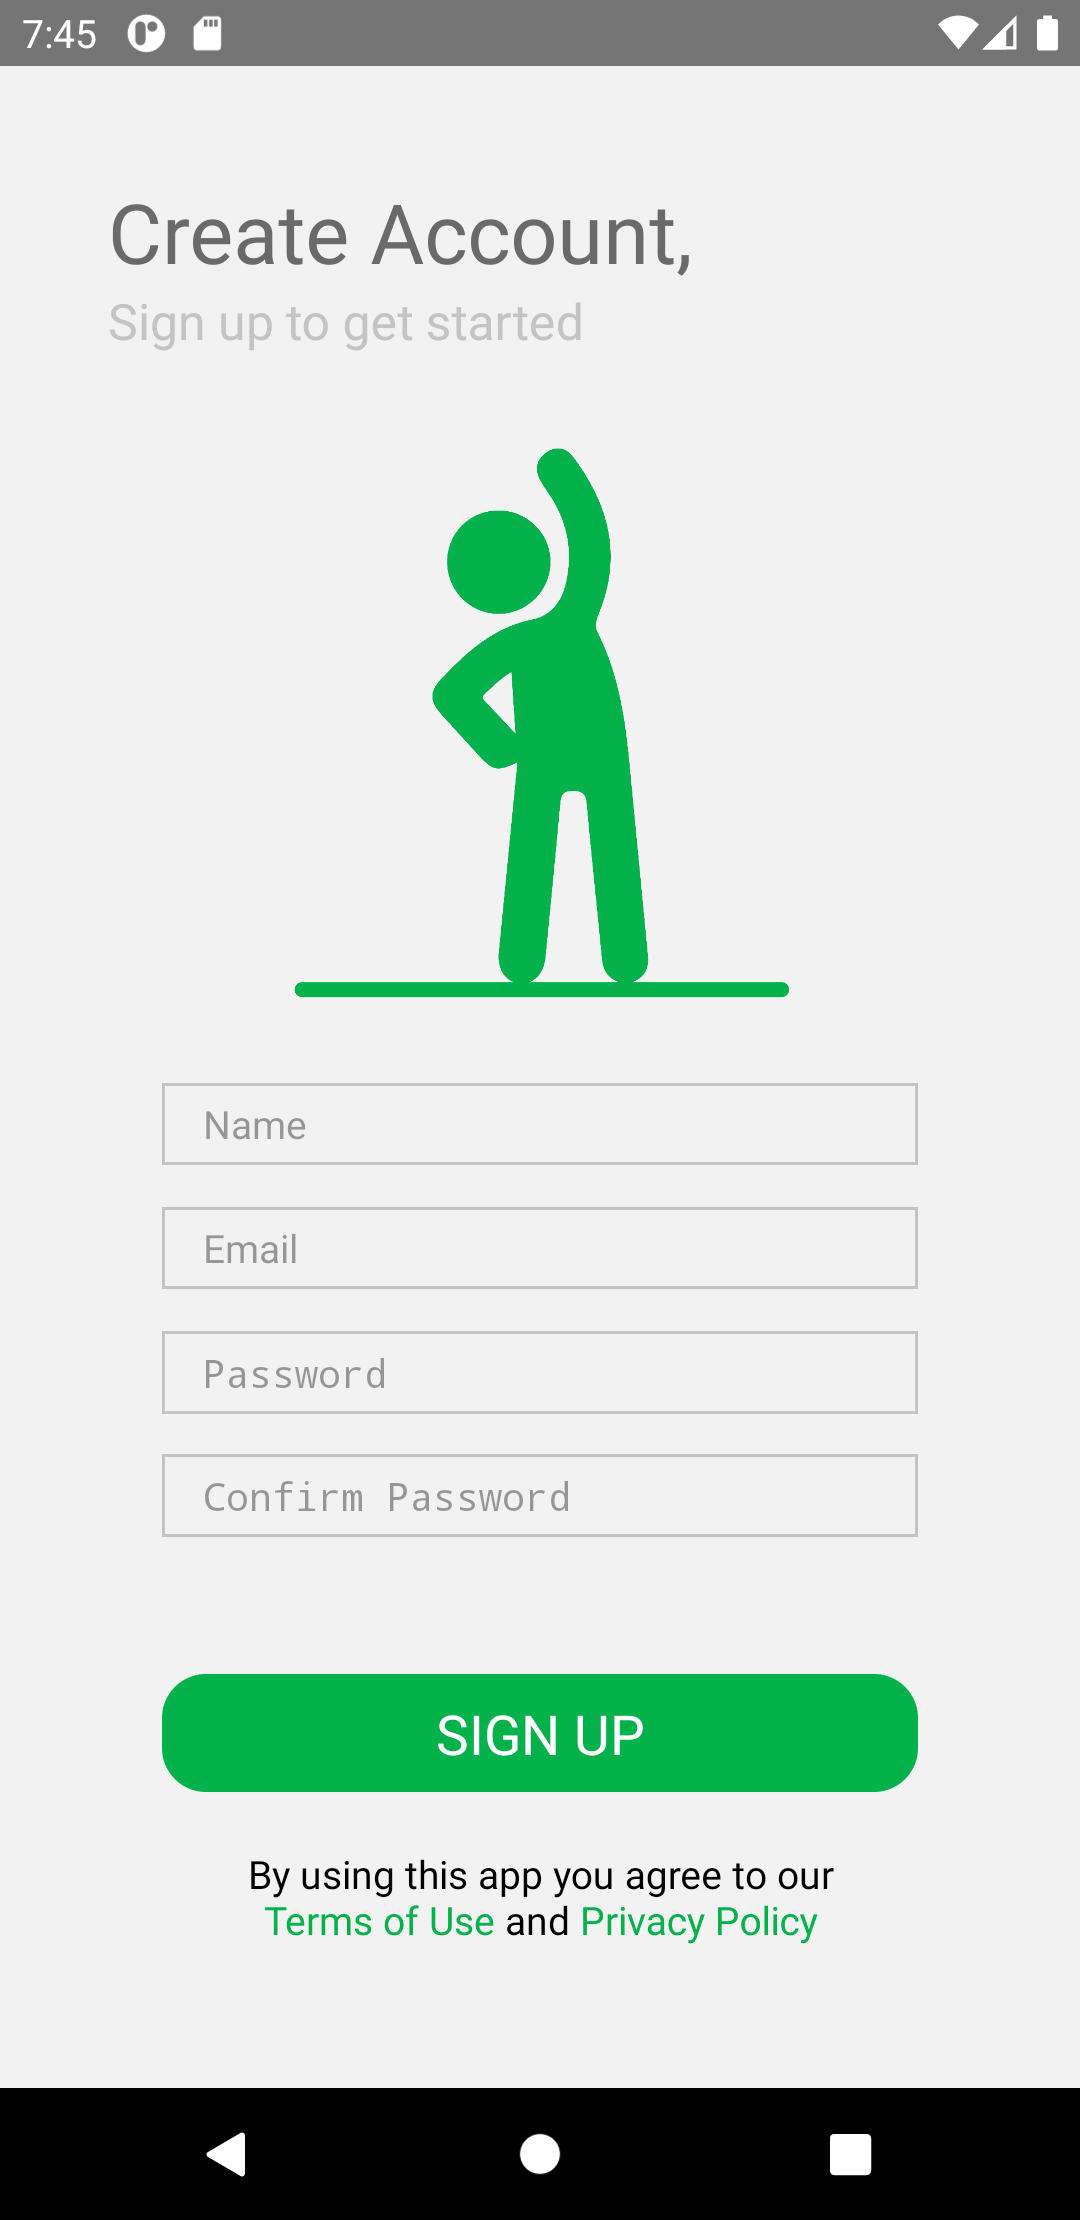 7:45
Create Account,
Sign up to get started
Name
Email
Password
Confirm Password
SIGN UP
By using this app you agree to our
Terms of Use and Privacy Policy